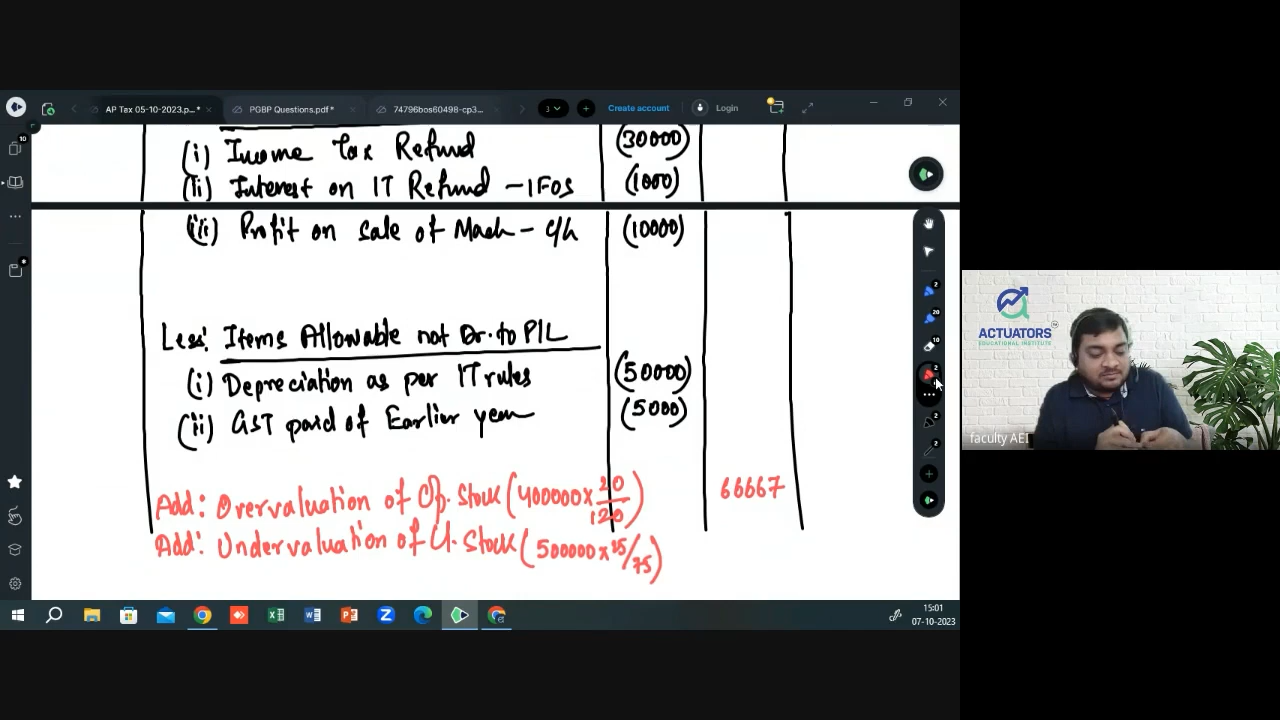 AP Tax 05-10-2023.p... *
PGBP Questions.pdf *
74796bos60498-cp3...
3
Create account
Login
(i) Income Tax Refund (30000)
(ii) Interest on IT Refund - IFOS (1000)
(iii) Profit on sale of Mach - C/h (10000)
Less: Items Allowable not Dr. to P/L
(i) Depreciation as per IT rules (50000)
(ii) GST paid of Earlier year (5000)
Add: Overvaluation of Op. Stock (400000 x 20/120) 66667
Add: Undervaluation of Cl. Stock (500000 x 25/75)
ACTUATORS
EDUCATIONAL INSTITUTE
faculty AEI
15:01
07-10-2023